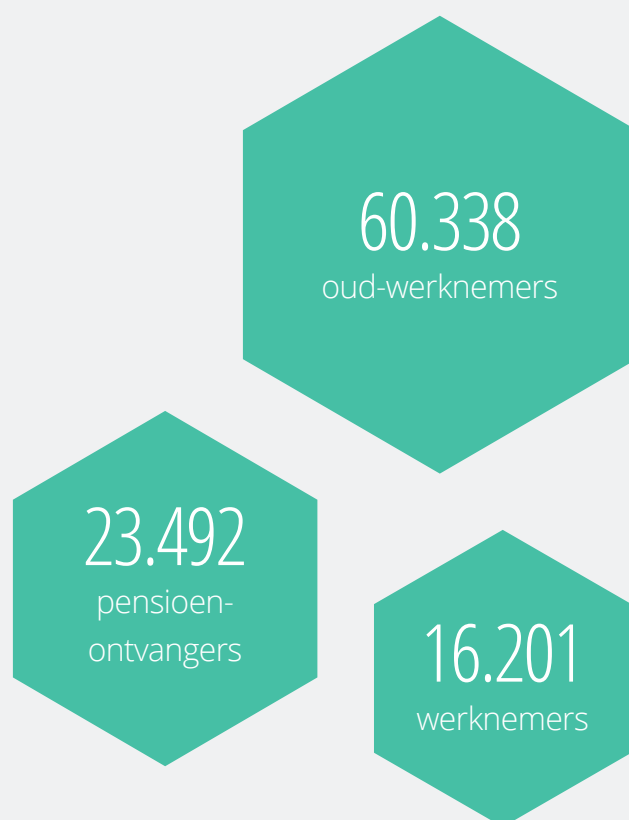 60.338
oud-werknemers
23.492
pensioen-
ontvangers
16.201
werknemers